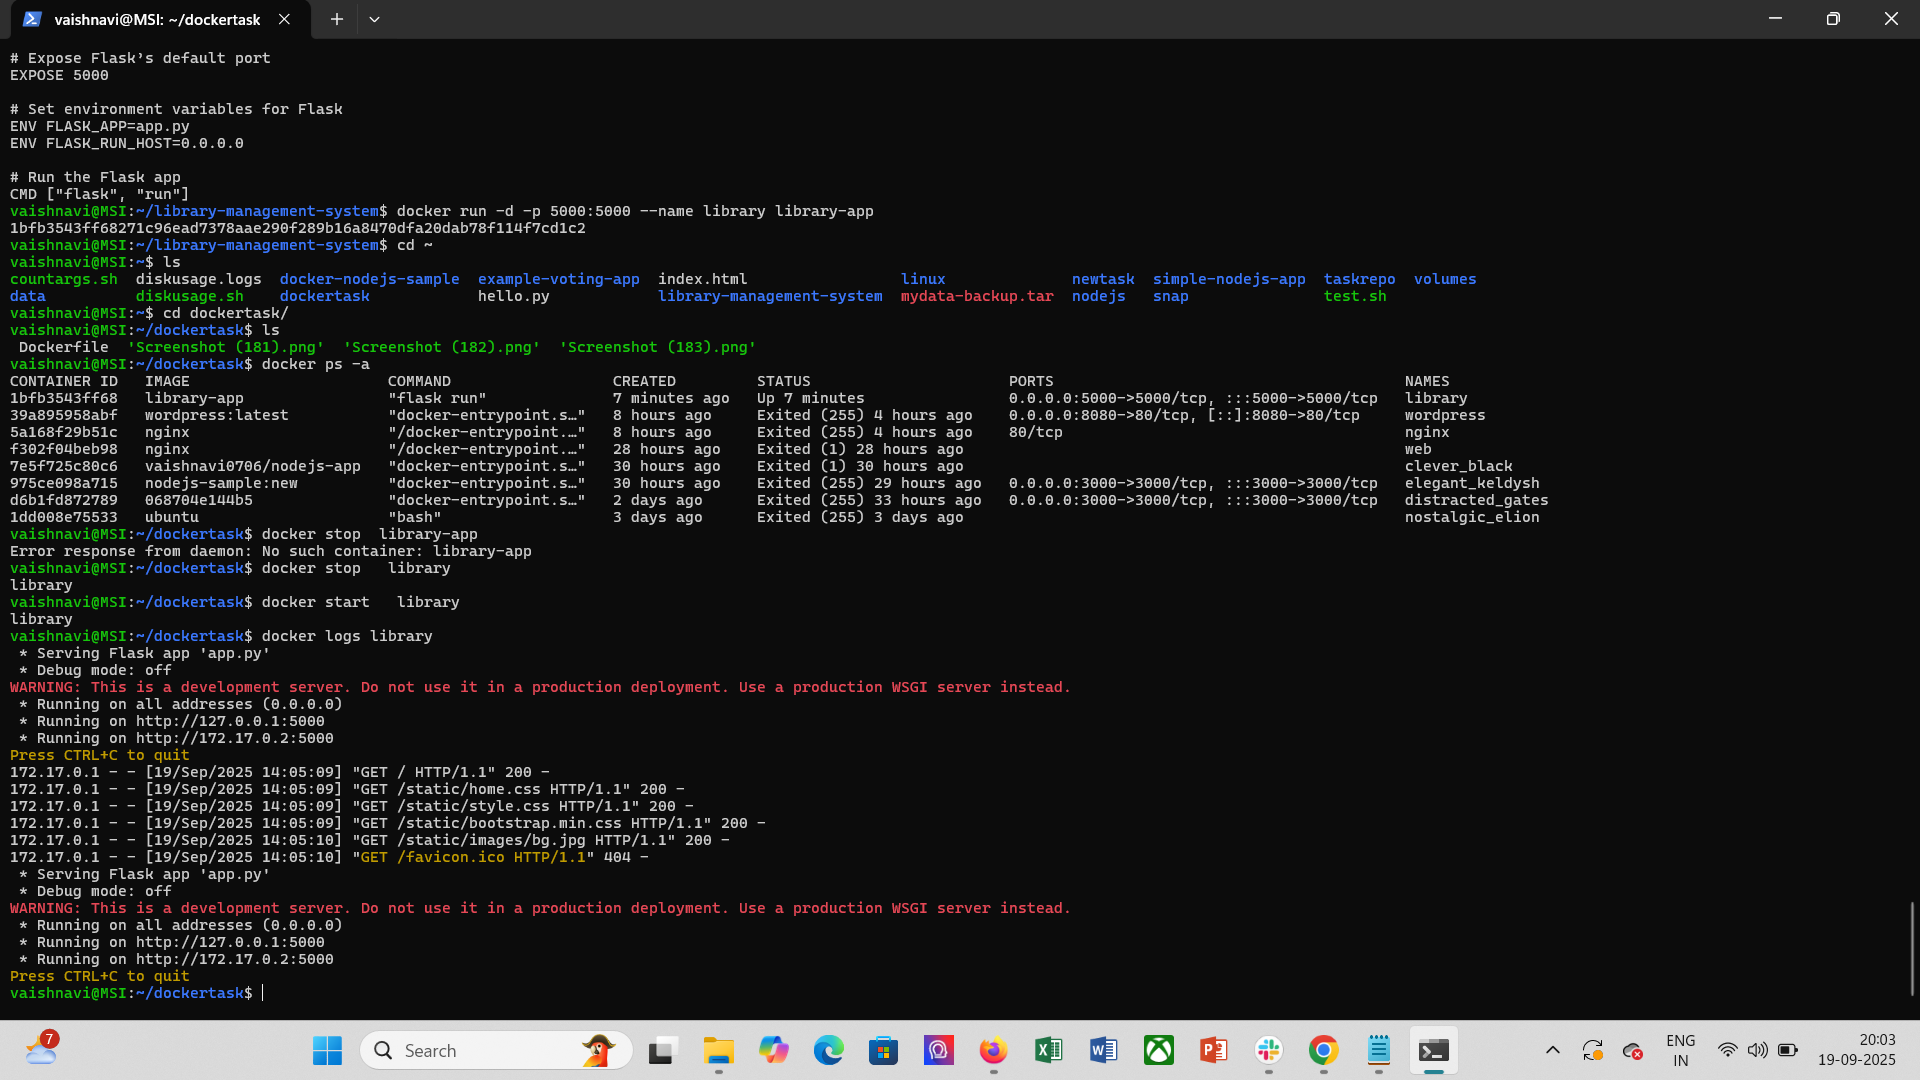 vaishnavi@MSI: ~/dockertask
# Expose Flask’s default port
EXPOSE 5000
# Set environment variables for Flask
ENV FLASK_APP=app.py
ENV FLASK_RUN_HOST=0.0.0.0
# Run the Flask app
CMD ["flask", "run"]
vaishnavi@MSI:~/library-management-system$ docker run -d -p 5000:5000 --name library library-app
1bfb3543ff68271c96ead7378aae290f289b16a8470dfa20dab78f114f7cd1c2
vaishnavi@MSI:~/library-management-system$ cd ~
vaishnavi@MSI:~$ ls
countargs.sh  diskusage.logs  docker-nodejs-sample  example-voting-app  index.html                 linux              newtask  simple-nodejs-app  taskrepo  volumes
data          diskusage.sh    dockertask            hello.py            library-management-system  mydata-backup.tar  nodejs   snap               test.sh
vaishnavi@MSI:~$ cd dockertask/
vaishnavi@MSI:~/dockertask$ ls
 Dockerfile  'Screenshot (181).png'  'Screenshot (182).png'  'Screenshot (183).png'
vaishnavi@MSI:~/dockertask$ docker ps -a
CONTAINER ID   IMAGE                    COMMAND                  CREATED         STATUS                      PORTS                                       NAMES
1bfb3543ff68   library-app              "flask run"              7 minutes ago   Up 7 minutes                0.0.0.0:5000->5000/tcp, :::5000->5000/tcp   library
39a895958abf   wordpress:latest         "docker-entrypoint.s…"   8 hours ago     Exited (255) 4 hours ago    0.0.0.0:8080->80/tcp, [::]:8080->80/tcp     wordpress
5a168f29b51c   nginx                    "/docker-entrypoint.…"   8 hours ago     Exited (255) 4 hours ago    80/tcp                                      nginx
f302f04beb98   nginx                    "/docker-entrypoint.…"   28 hours ago    Exited (1) 28 hours ago                                                 web
7e5f725c80c6   vaishnavi0706/nodejs-app   "docker-entrypoint.s…"   30 hours ago    Exited (1) 30 hours ago                                                 clever_black
975ce098a715   nodejs-sample:new        "docker-entrypoint.s…"   30 hours ago    Exited (255) 29 hours ago   0.0.0.0:3000->3000/tcp, :::3000->3000/tcp   elegant_keldysh
d6b1fd872789   068704e144b5             "docker-entrypoint.s…"   2 days ago      Exited (255) 33 hours ago   0.0.0.0:3000->3000/tcp, :::3000->3000/tcp   distracted_gates
1dd008e75533   ubuntu                   "bash"                   3 days ago      Exited (255) 3 days ago                                                 nostalgic_elion
vaishnavi@MSI:~/dockertask$ docker stop  library-app
Error response from daemon: No such container: library-app
vaishnavi@MSI:~/dockertask$ docker stop   library
library
vaishnavi@MSI:~/dockertask$ docker start   library
library
vaishnavi@MSI:~/dockertask$ docker logs library
 * Serving Flask app 'app.py'
 * Debug mode: off
WARNING: This is a development server. Do not use it in a production deployment. Use a production WSGI server instead.
 * Running on all addresses (0.0.0.0)
 * Running on http://127.0.0.1:5000
 * Running on http://172.17.0.2:5000
Press CTRL+C to quit
172.17.0.1 - - [19/Sep/2025 14:05:09] "GET / HTTP/1.1" 200 -
172.17.0.1 - - [19/Sep/2025 14:05:09] "GET /static/home.css HTTP/1.1" 200 -
172.17.0.1 - - [19/Sep/2025 14:05:09] "GET /static/style.css HTTP/1.1" 200 -
172.17.0.1 - - [19/Sep/2025 14:05:09] "GET /static/bootstrap.min.css HTTP/1.1" 200 -
172.17.0.1 - - [19/Sep/2025 14:05:10] "GET /static/images/bg.jpg HTTP/1.1" 200 -
172.17.0.1 - - [19/Sep/2025 14:05:10] "GET /favicon.ico HTTP/1.1" 404 -
 * Serving Flask app 'app.py'
 * Debug mode: off
WARNING: This is a development server. Do not use it in a production deployment. Use a production WSGI server instead.
 * Running on all addresses (0.0.0.0)
 * Running on http://127.0.0.1:5000
 * Running on http://172.17.0.2:5000
Press CTRL+C to quit
vaishnavi@MSI:~/dockertask$
7
Search
ENG
IN
20:03
19-09-2025